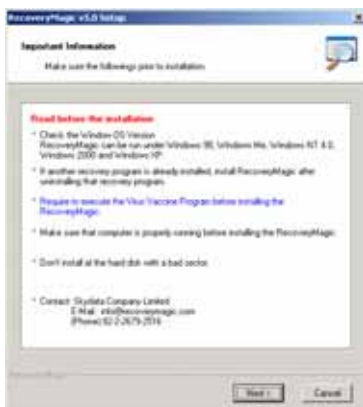 RecoveryMagic v5.0 Setup
Important Information
Make sure the followings prior to installation.
Read before the installation
* Check the Window OS Version
RecoveryMagic can be run under Windows 98, Windows Me, Windows NT 4.0,
Windows 2000 and Windows XP.
* If another recovery program is already installed, install RecoveryMagic after
uninstalling that recovery program.
* Require to execute the Virus Vaccine Program before installing the
RecoveryMagic.
* Make sure that computer is properly running before installing the RecoveryMagic.
* Don't install at the hard disk with a bad sector.
* Contact: Skydata Company Limited
E-Mail: info@recoverymagic.com
(Phone) 82-2-2679-2516
Next >
Cancel